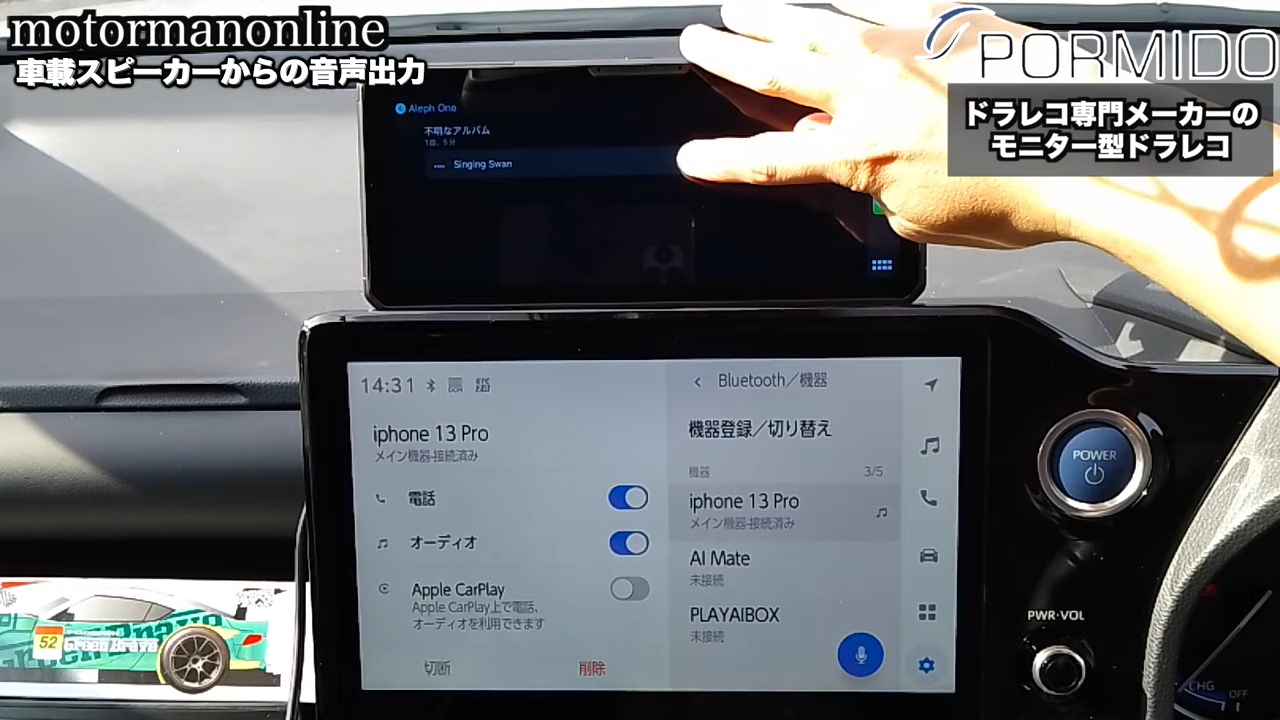 motormanonline
車載スピーカーからの音声出力
PORMIDO
ドラレコ専門メーカーの
モニター型ドラレコ
Aleph One
不明なアルバム
1曲、5分
Singing Swan
14:31
iphone 13 Pro
メイン機器-接続済み
電話
オーディオ
Apple CarPlay
Apple CarPlay上で電話、
オーディオを利用できます
切断
削除
Bluetooth／機器
機器登録／切り替え
機器
3/5
iphone 13 Pro
メイン機器-接続済み
AI Mate
未接続
PLAYAIBOX
未接続
POWER
PWR·VOL
CHG
OFF
52
Green Brave